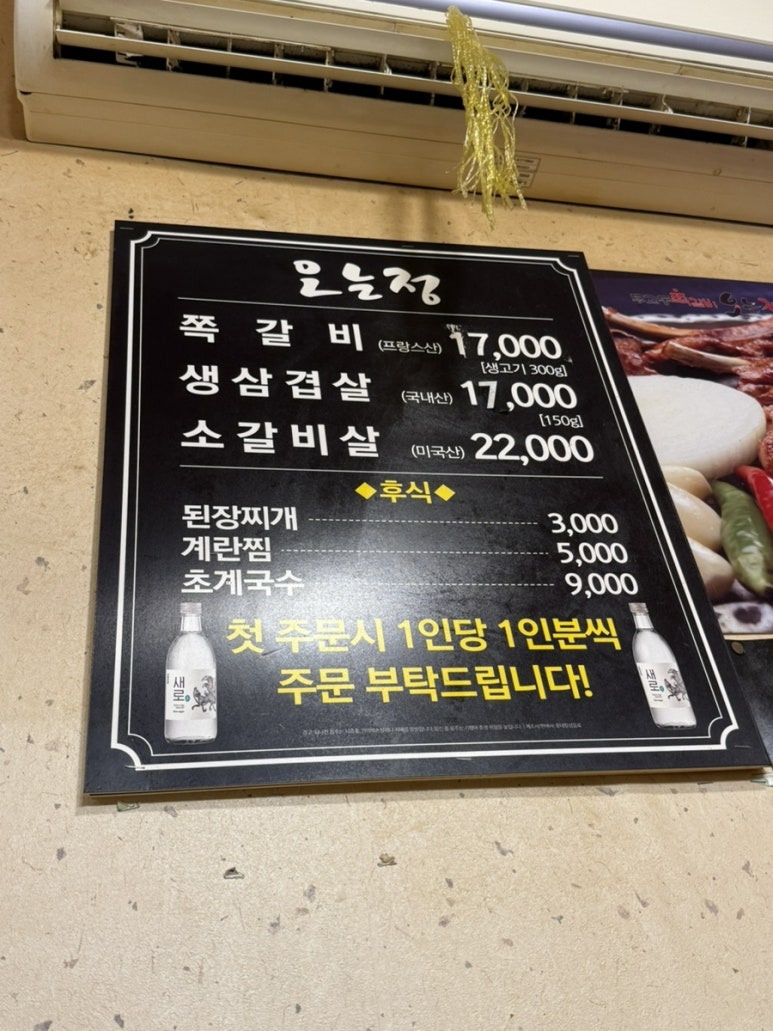 오늘정
쪽 갈 비 (프랑스산) 17,000
[생고기 300g]
생삼겹살 (국내산) 17,000
[150g]
소갈비살 (미국산) 22,000
◆후식◆
된장찌개 3,000
계란찜 5,000
초계국수 9,000
첫 주문시 1인당 1인분씩
주문 부탁드립니다!
새로
새로